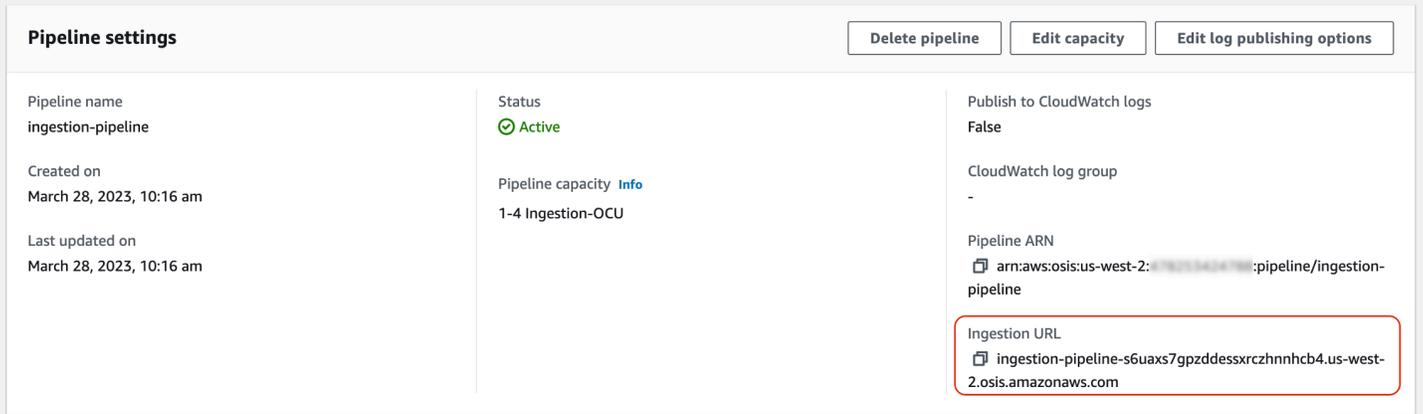 Pipeline settings
Delete pipeline
Edit capacity
Edit log publishing options
Pipeline name
ingestion-pipeline
Created on
March 28, 2023, 10:16 am
Last updated on
March 28, 2023, 10:16 am
Status
Active
Pipeline capacity Info
1-4 Ingestion-OCU
Publish to CloudWatch logs
False
CloudWatch log group
-
Pipeline ARN
arn:aws:osis:us-west-2: :pipeline/ingestion-
pipeline
Ingestion URL
ingestion-pipeline-s6uaxs7gpzddessxrczhnnhcb4.us-west-
2.osis.amazonaws.com